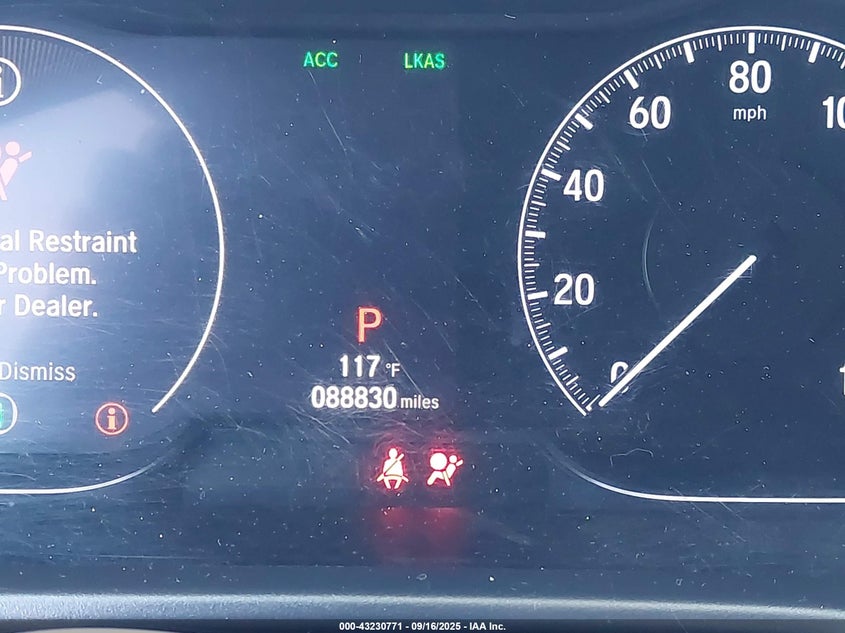 ACC LKAS
80
mph
60
40
20
0
al Restraint
Problem.
r Dealer.
Dismiss
P
117 °F
088830 miles
000-43230771 - 09/16/2025 - IAA Inc.